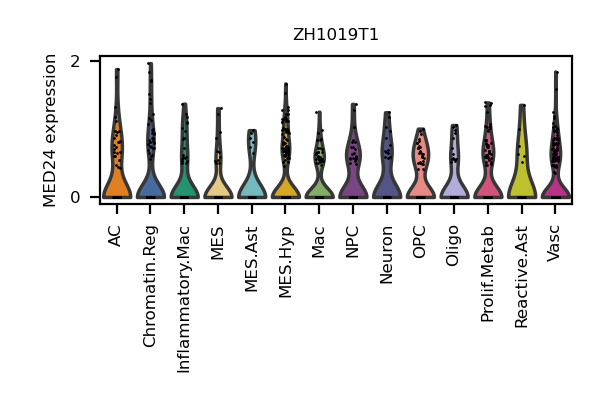 ZH1019T1
MED24 expression
2
0
AC
Chromatin.Reg
Inflammatory.Mac
MES
MES.Ast
MES.Hyp
Mac
NPC
Neuron
OPC
Oligo
Prolif.Metab
Reactive.Ast
Vasc